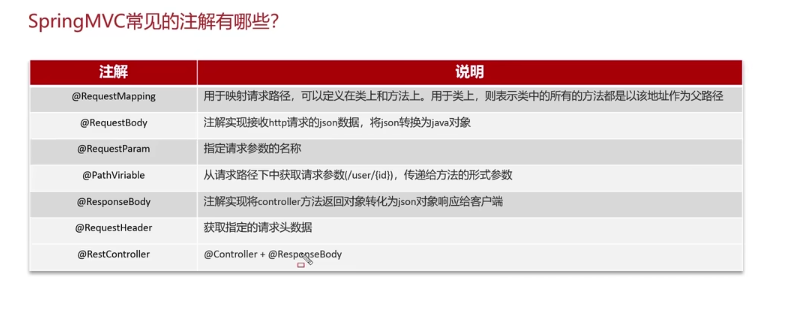 SpringMVC常见的注解有哪些？
注解 说明
@RequestMapping 用于映射请求路径，可以定义在类上和方法上。用于类上，则表示类中的所有的方法都是以该地址作为父路径
@RequestBody 注解实现接收http请求的json数据，将json转换为java对象
@RequestParam 指定请求参数的名称
@PathViriable 从请求路径下中获取请求参数(/user/{id})，传递给方法的形式参数
@ResponseBody 注解实现将controller方法返回对象转化为json对象响应给客户端
@RequestHeader 获取指定的请求头数据
@RestController @Controller + @ResponseBody